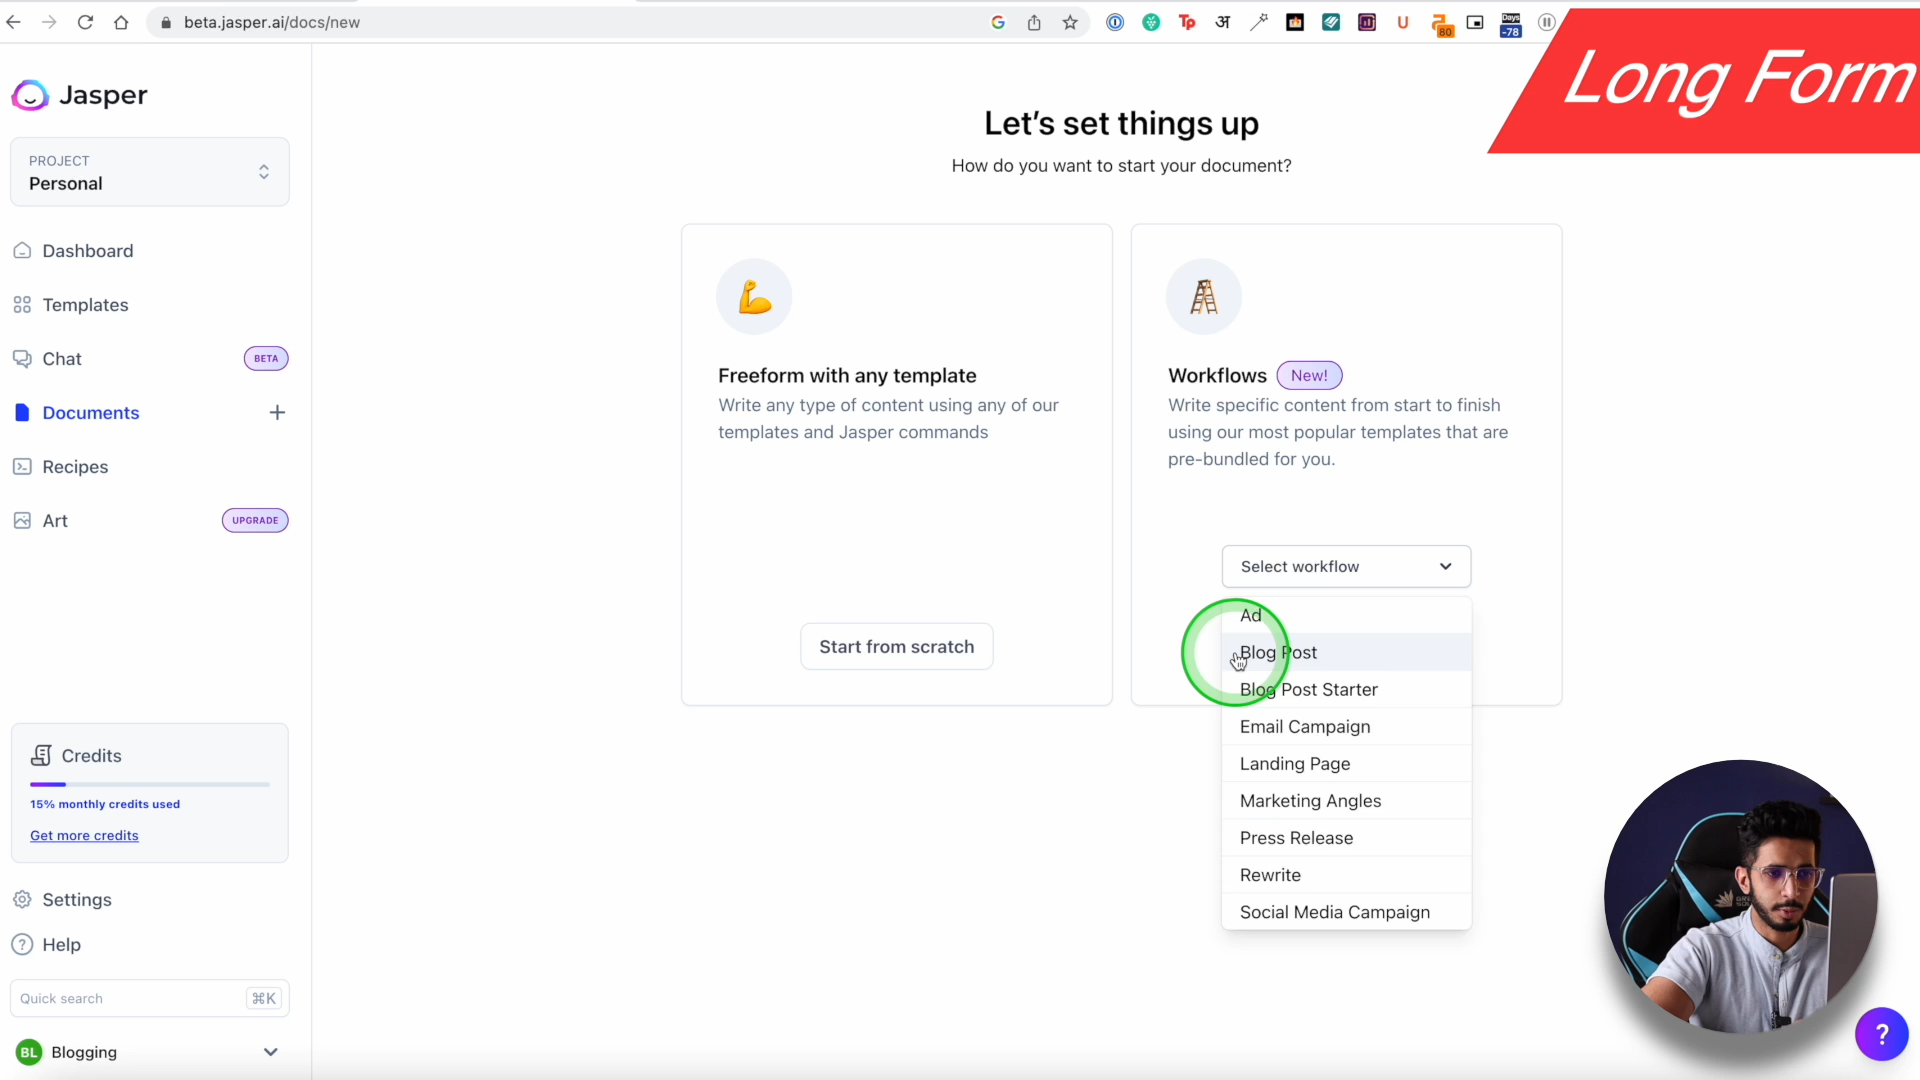 beta.jasper.ai/docs/new
Tp
अ
U
80
Days
-78
Long Form
Jasper
PROJECT
Personal
Dashboard
Templates
Chat
BETA
Documents
Recipes
Art
UPGRADE
Credits
15% monthly credits used
Get more credits
Settings
Help
Quick search
⌘K
BL
Blogging
Let's set things up
How do you want to start your document?
Freeform with any template
Write any type of content using any of our
templates and Jasper commands
Start from scratch
Workflows New!
Write specific content from start to finish
using our most popular templates that are
pre-bundled for you.
Select workflow
Ad
Blog Post
Blog Post Starter
Email Campaign
Landing Page
Marketing Angles
Press Release
Rewrite
Social Media Campaign
?